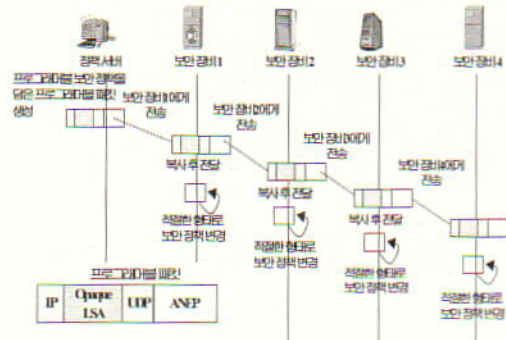 정책 서버
보안 장비 1
보안 장비 2
보안 장비 3
보안 장비 4
프로그래머블 보안 정책을
담은 프로그래머블 패킷
생성
보안 장비1에게
전송
보안 장비2에게
전송
보안 장비3에게
전송
보안 장비4에게
전송
복사 후 전달
복사 후 전달
복사 후 전달
적절한 형태로
보안 정책 변경
적절한 형태로
보안 정책 변경
적절한 형태로
보안 정책 변경
적절한 형태로
보안 정책 변경
프로그래머블 패킷
IP
Opaque
LSA
UDP
ANEP